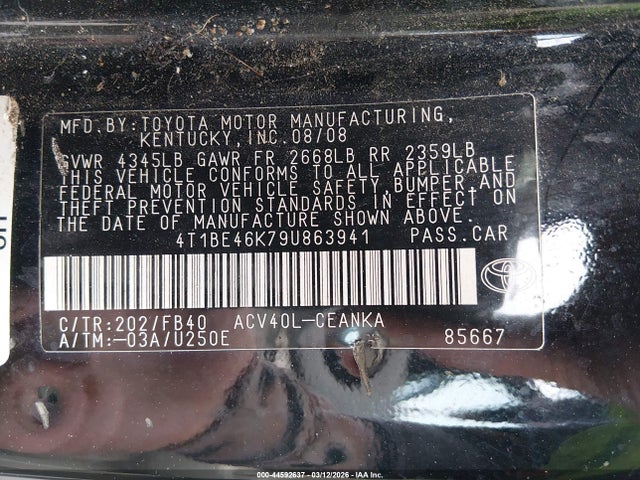 MFD.BY:TOYOTA MOTOR MANUFACTURING,
KENTUCKY,INC.08/08
GVWR 4345LB GAWR FR 2668LB RR 2359LB
THIS VEHICLE CONFORMS TO ALL APPLICABLE
FEDERAL MOTOR VEHICLE SAFETY,BUMPER,AND
THEFT PREVENTION STANDARDS IN EFFECT ON
THE DATE OF MANUFACTURE SHOWN ABOVE.
4T1BE46K79U863941 PASS.CAR
C/TR:202/FB40 ACV40L-CEANKA
A/TM:-03A/U250E 85667
000-44592637 - 03/12/2026 - IAA Inc.